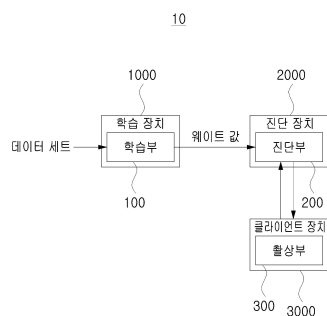 10
1000
2000
학습 장치
진단 장치
데이터 세트
학습부
웨이트 값
진단부
100
200
클라이언트 장치
촬상부
300
3000